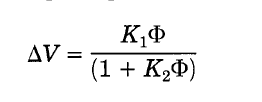 ΔV = K₁Φ / (1 + K₂Φ)